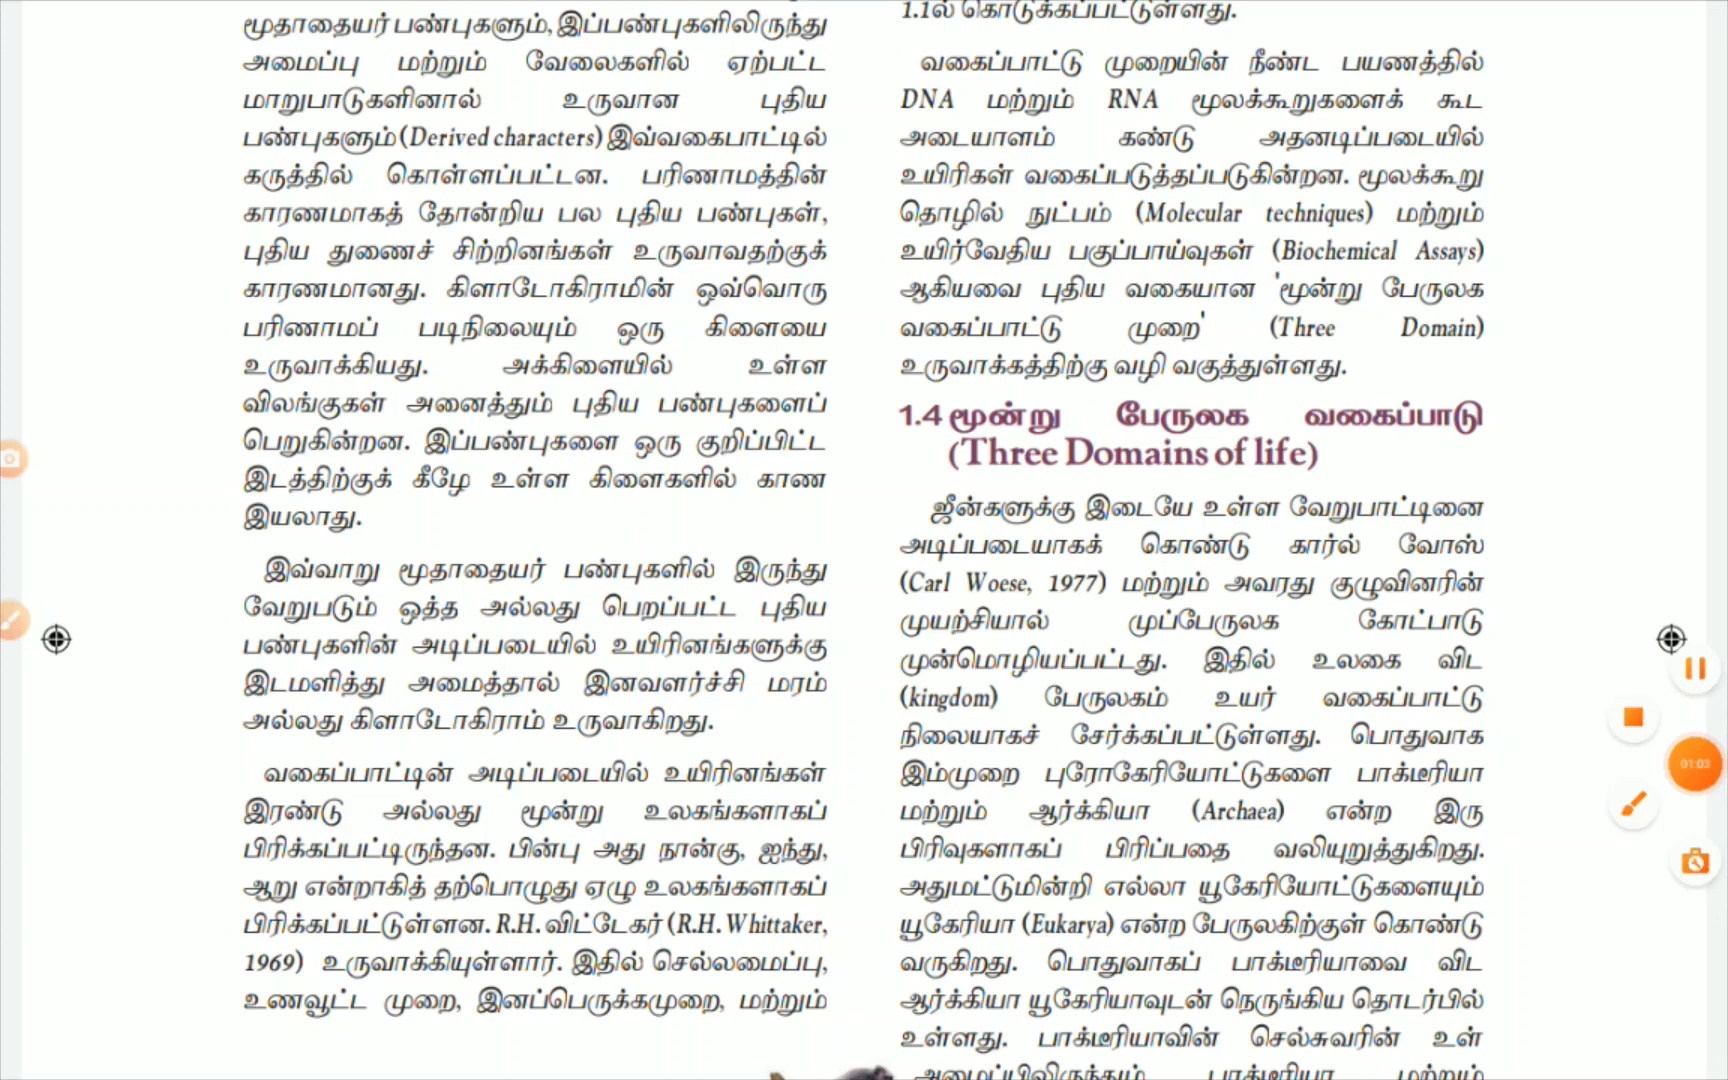 மூதாதையர் பண்புகளும், இப்பண்புகளிலிருந்து
அமைப்பு மற்றும் வேலைகளில் ஏற்பட்ட
மாறுபாடுகளினால் உருவான புதிய
பண்புகளும் (Derived characters) இவ்வகைபாட்டில்
கருத்தில் கொள்ளப்பட்டன. பரிணாமத்தின்
காரணமாகத் தோன்றிய பல புதிய பண்புகள்,
புதிய துணைச் சிற்றினங்கள் உருவாவதற்குக்
காரணமானது. கிளாடோகிராமின் ஒவ்வொரு
பரிணாமப் படிநிலையும் ஒரு கிளையை
உருவாக்கியது. அக்கிளையில் உள்ள
விலங்குகள் அனைத்தும் புதிய பண்புகளைப்
பெறுகின்றன. இப்பண்புகளை ஒரு குறிப்பிட்ட
இடத்திற்குக் கீழே உள்ள கிளைகளில் காண
இயலாது.
இவ்வாறு மூதாதையர் பண்புகளில் இருந்து
வேறுபடும் ஒத்த அல்லது பெறப்பட்ட புதிய
பண்புகளின் அடிப்படையில் உயிரினங்களுக்கு
இடமளித்து அமைத்தால் இனவளர்ச்சி மரம்
அல்லது கிளாடோகிராம் உருவாகிறது.
வகைப்பாட்டின் அடிப்படையில் உயிரினங்கள்
இரண்டு அல்லது மூன்று உலகங்களாகப்
பிரிக்கப்பட்டிருந்தன. பின்பு அது நான்கு, ஐந்து,
ஆறு என்றாகித் தற்பொழுது ஏழு உலகங்களாகப்
பிரிக்கப்பட்டுள்ளன. R.H. விட்டேகர் (R.H. Whittaker,
1969) உருவாக்கியுள்ளார். இதில் செல்லமைப்பு,
உணவூட்ட முறை, இனப்பெருக்கமுறை, மற்றும்
1.1ல் கொடுக்கப்பட்டுள்ளது.
வகைப்பாட்டு முறையின் நீண்ட பயணத்தில்
DNA மற்றும் RNA மூலக்கூறுகளைக் கூட
அடையாளம் கண்டு அதனடிப்படையில்
உயிரிகள் வகைப்படுத்தப்படுகின்றன. மூலக்கூறு
தொழில் நுட்பம் (Molecular techniques) மற்றும்
உயிர்வேதிய பகுப்பாய்வுகள் (Biochemical Assays)
ஆகியவை புதிய வகையான 'மூன்று பேருலக
வகைப்பாட்டு முறை' (Three Domain)
உருவாக்கத்திற்கு வழி வகுத்துள்ளது.
1.4 மூன்று பேருலக வகைப்பாடு
(Three Domains of life)
ஜீன்களுக்கு இடையே உள்ள வேறுபாட்டினை
அடிப்படையாகக் கொண்டு கார்ல் வோஸ்
(Carl Woese, 1977) மற்றும் அவரது குழுவினரின்
முயற்சியால் முப்பேருலக கோட்பாடு
முன்மொழியப்பட்டது. இதில் உலகை விட
(kingdom) பேருலகம் உயர் வகைப்பாட்டு
நிலையாகச் சேர்க்கப்பட்டுள்ளது. பொதுவாக
இம்முறை புரோகேரியோட்டுகளை பாக்டீரியா
மற்றும் ஆர்க்கியா (Archaea) என்ற இரு
பிரிவுகளாகப் பிரிப்பதை வலியுறுத்துகிறது.
அதுமட்டுமின்றி எல்லா யூகேரியோட்டுகளையும்
யூகேரியா (Eukarya) என்ற பேருலகிற்குள் கொண்டு
வருகிறது. பொதுவாகப் பாக்டீரியாவை விட
ஆர்க்கியா யூகேரியாவுடன் நெருங்கிய தொடர்பில்
உள்ளது. பாக்டீரியாவின் செல்சுவரின் உள்
அமைப்பிலிருந்தும் பாக்டீரியா மற்றும்
01:03